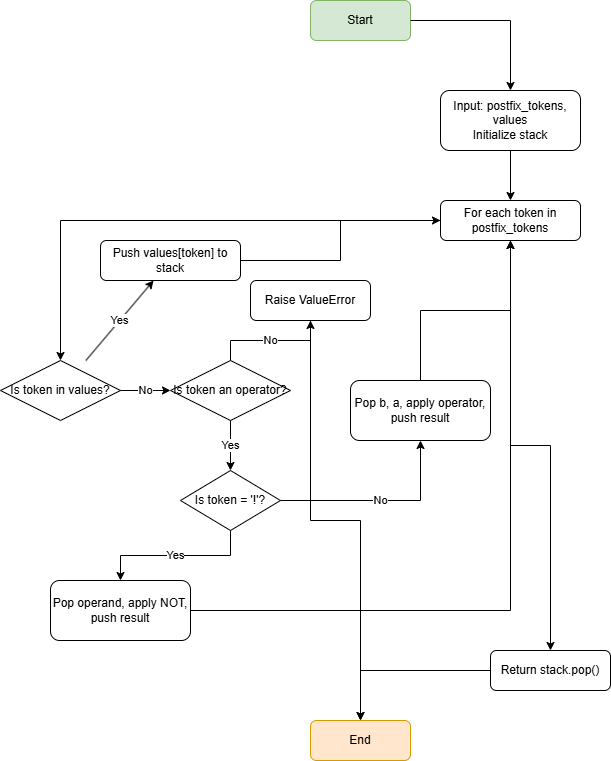 Start
Input: postfix_tokens,
values
Initialize stack
For each token in
postfix_tokens
Push values[token] to
stack
Raise ValueError
Yes
No
Is token in values?
No
Is token an operator?
Pop b, a, apply operator,
push result
Yes
Is token = '!'?
No
Yes
Pop operand, apply NOT,
push result
Return stack.pop()
End